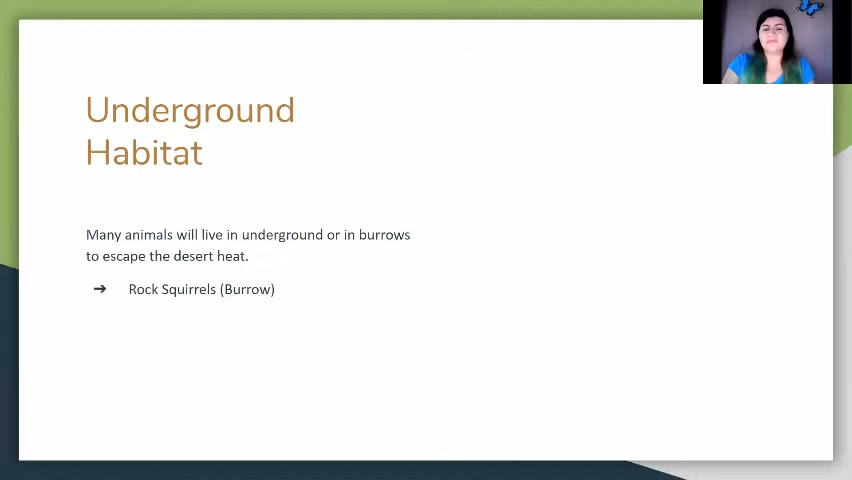 Underground
Habitat
Many animals will live in underground or in burrows
to escape the desert heat.
➔ Rock Squirrels (Burrow)